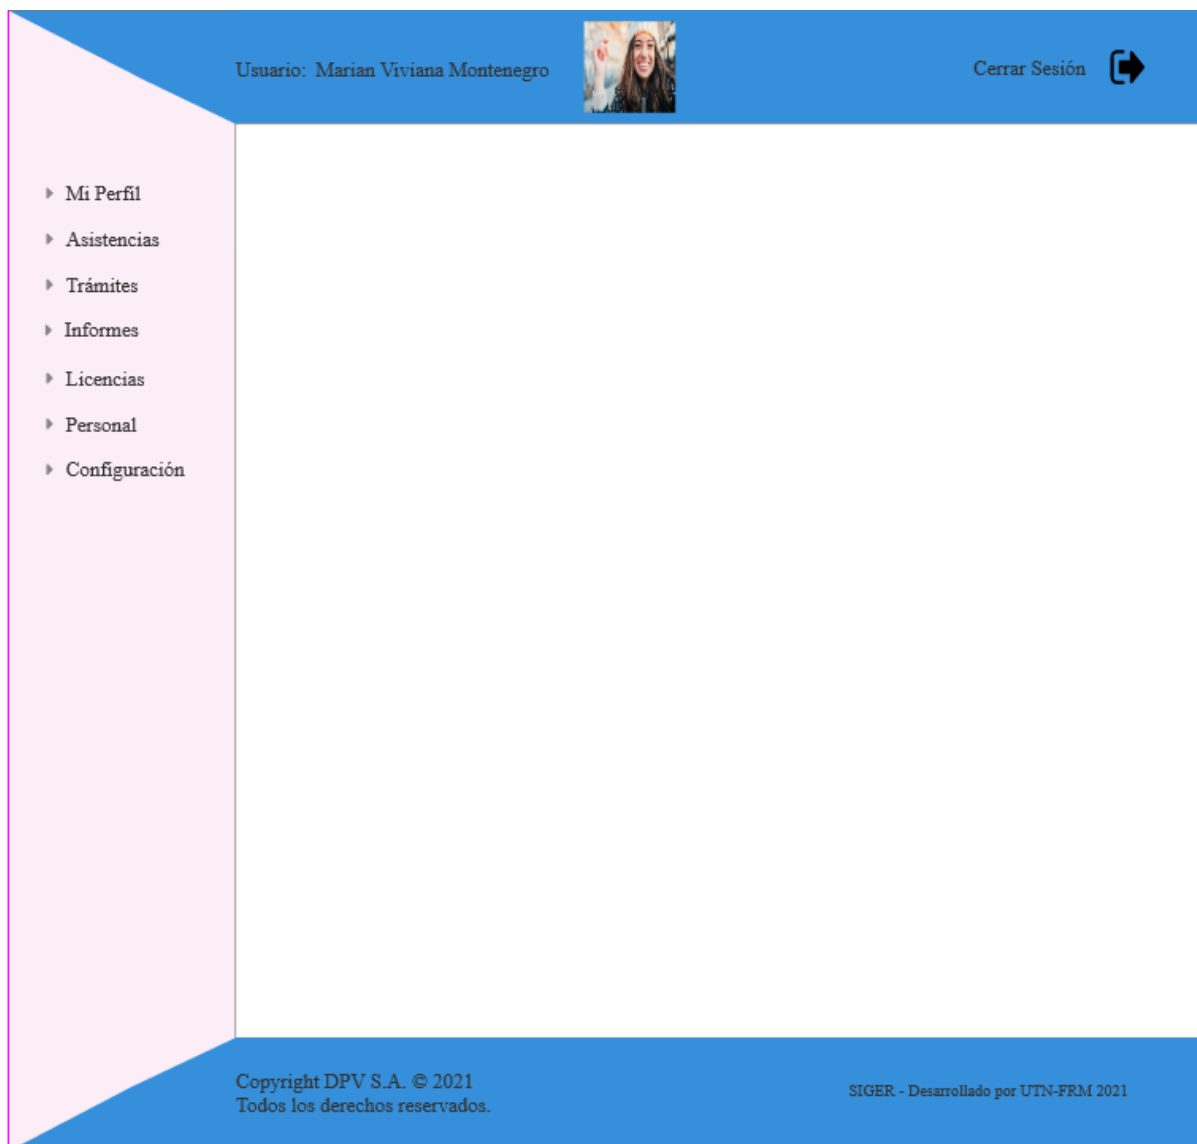 Usuario: Marian Viviana Montenegro
Cerrar Sesión
Mi Perfil
Asistencias
Trámites
Informes
Licencias
Personal
Configuración
Copyright DPV S.A. © 2021
Todos los derechos reservados.
SIGER - Desarrollado por UTN-FRM 2021